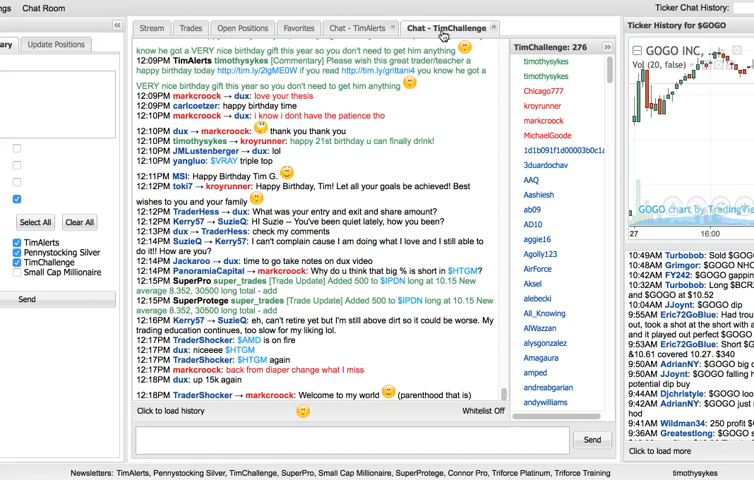 ngs Chat Room
Ticker Chat History:
Stream Trades Open Positions Favorites Chat - TimAlerts Chat - TimChallenge
ary Update Positions
Select All Clear All
TimAlerts
Pennystocking Silver
TimChallenge
Small Cap Millionaire
Send
know he got a VERY nice birthday gift this year so you don't need to get him anything
12:09PM TimAlerts timothysykes [Commentary] Please wish this great trader/teacher a
happy birthday today http://tim.ly/2lgME0W if you read http://tim.ly/grittani4 you know he got a
VERY nice birthday gift this year so you don't need to get him anything
12:09PM markcroock → dux: love your thesis
12:09PM carlcoetzer: happy birthday time
12:10PM markcroock → dux: i know i dont have the patience tho
12:10PM dux → markcroock: thank you thank you
12:10PM timothysykes → kroyrunner: happy 21st birthday u can finally drink!
12:10PM JMLustenberger → dux: lol
12:10PM yangluo: $VRAY triple top
12:11PM MSI: Happy Birthday Tim G.
12:12PM toki7 → kroyrunner: Happy Birthday, Tim! Let all your goals be achieved! Best
wishes to you and your family
12:12PM TraderHess → dux: What was your entry and exit and share amount?
12:12PM Kerry57 → SuzieQ: HI Suzie -- You've been quiet lately, how you been?
12:13PM dux → TraderHess: check my comments
12:14PM SuzieQ → Kerry57: I can't complain cause I am doing what I love and I still able to
do it!! How are you?
12:14PM Jackaroo → dux: time to go take notes on dux video
12:14PM PanoramiaCapital → markcroock: Why do u think that big % is short in $HTGM?
12:15PM SuperPro super_trades [Trade Update] Added 500 to $IPDN long at 10.15 New
average 8.352, 30500 long total - add
12:15PM SuperProtege super_trades [Trade Update] Added 500 to $IPDN long at 10.15 New
average 8.352, 30500 long total - add
12:16PM Kerry57 → SuzieQ: eh, can't retire yet but I'm still above dirt so it could be worse. My
trading education continues, too slow for my liking lol.
12:17PM TraderShocker: $AMD is on fire
12:17PM dux: niceeee $HTGM
12:17PM TraderShocker: $HTGM again
12:17PM markcroock: back from diaper change what I miss
12:18PM dux: up 15k again
12:18PM TraderShocker → markcroock: Welcome to my world (parenthood that is)
Click to load history Whitelist Off
Send
TimChallenge: 276
timothysykes
timothysykes
Chicago777
kroyrunner
markcroock
MichaelGoode
1d1b091f1d00003b0c1a
3duardochav
AAQ
Aashiesh
ab09
AD10
aggie16
Agolly123
AirForce
Aksel
alebecki
All_Knowing
AlWazzan
alysgonzalez
Amagaura
amped
andreabgarian
andywilliams
Ticker History for $GOGO
GOGO INC,
Vol (20, false)
GOGO chart by TradingVie
27 16:00
10:49AM Turbobob: Sold $GO
10:46AM Grimgor: $GOGO NHO
10:42AM FY242: $GOGO gapping
10:23AM Turbobob: Long $BCR
and $GOGO at $10.52
10:04AM JJoynt: $GOGO dip
9:55AM Eric72GoBlue: Had trou
out, took a shot at the short with a
and it played out perfect $GOGO
9:53AM Eric72GoBlue: Short $G
&10.61 covered 10.27. $340
9:50AM AdrianNY: $GOGO big
9:50AM JJoynt: $GOGO falling h
potential dip buy
9:44AM Djchristyle: $GOGO loo
9:42AM AdrianNY: $GOGO just
mor
9:41AM Wildman34: 250 profit $G
9:36AM Greatestlong: $GOGO s
Click to load more
Newsletters: TimAlerts, Pennystocking Silver, TimChallenge, SuperPro, Small Cap Millionaire, SuperProtege, Connor Pro, Triforce Platinum, Triforce Training
timothysykes